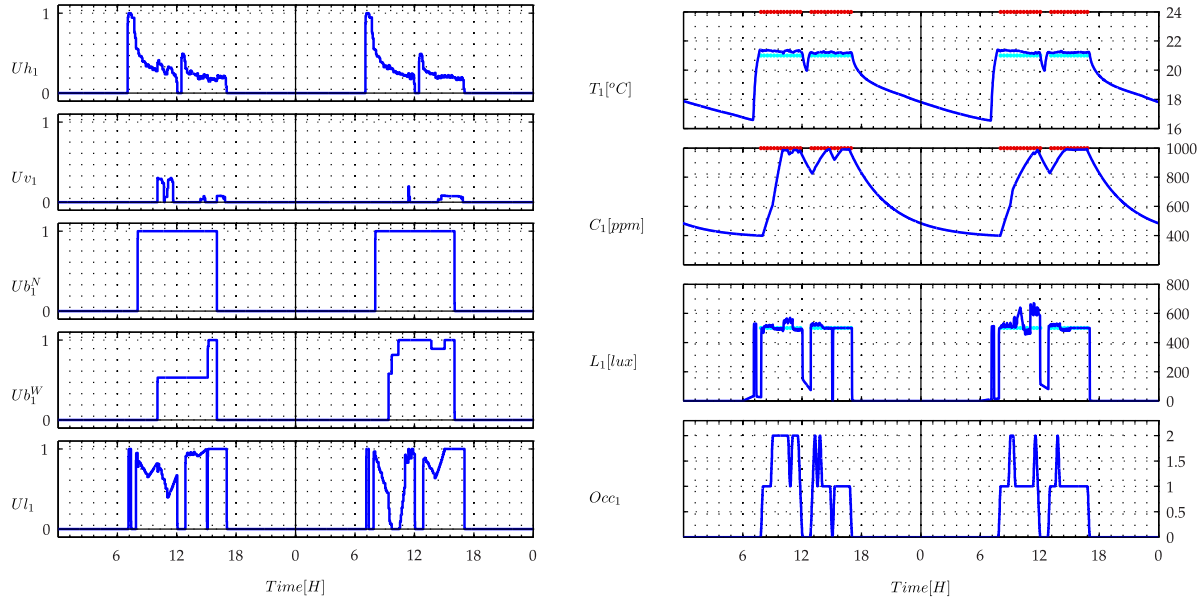 1
Uh₁
0
1
Uv₁
0
1
Ub₁ᴺ
0
1
Ub₁ᵂ
0
1
Ul₁
0
6 12 18 0 6 12 18 0
Time[H]
24
22
T₁[°C]
20
18
16
1000
800
C₁[ppm]
600
400
800
600
L₁[lux]
400
200
0
2
1.5
Occ₁
1
0.5
0
6 12 18 0 6 12 18 0
Time[H]